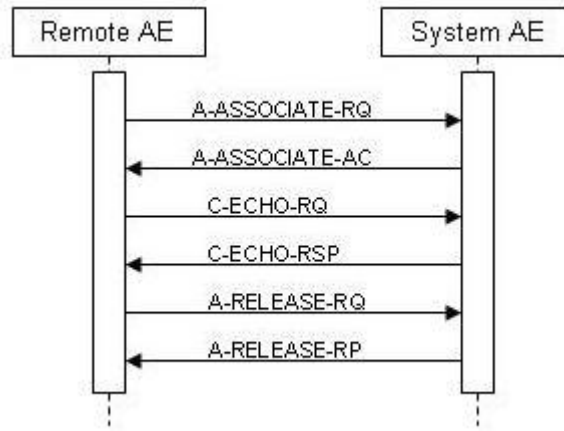 Remote AE
System AE
A-ASSOCIATE-RQ
A-ASSOCIATE-AC
C-ECHO-RQ
C-ECHO-RSP
A-RELEASE-RQ
A-RELEASE-RP